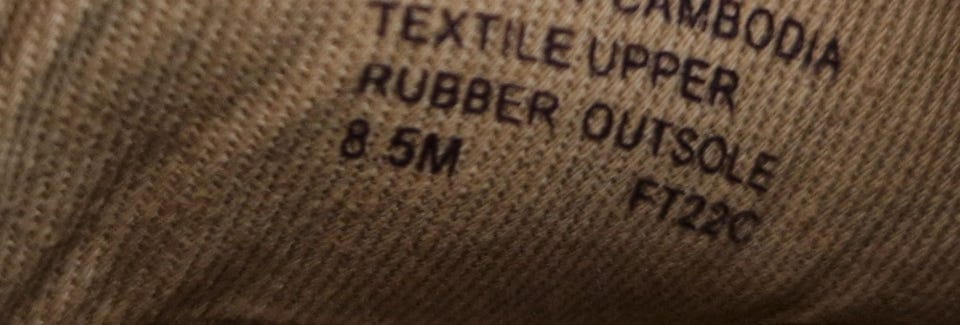 CAMBODIA
TEXTILE UPPER
RUBBER OUTSOLE
8.5M
FT22C